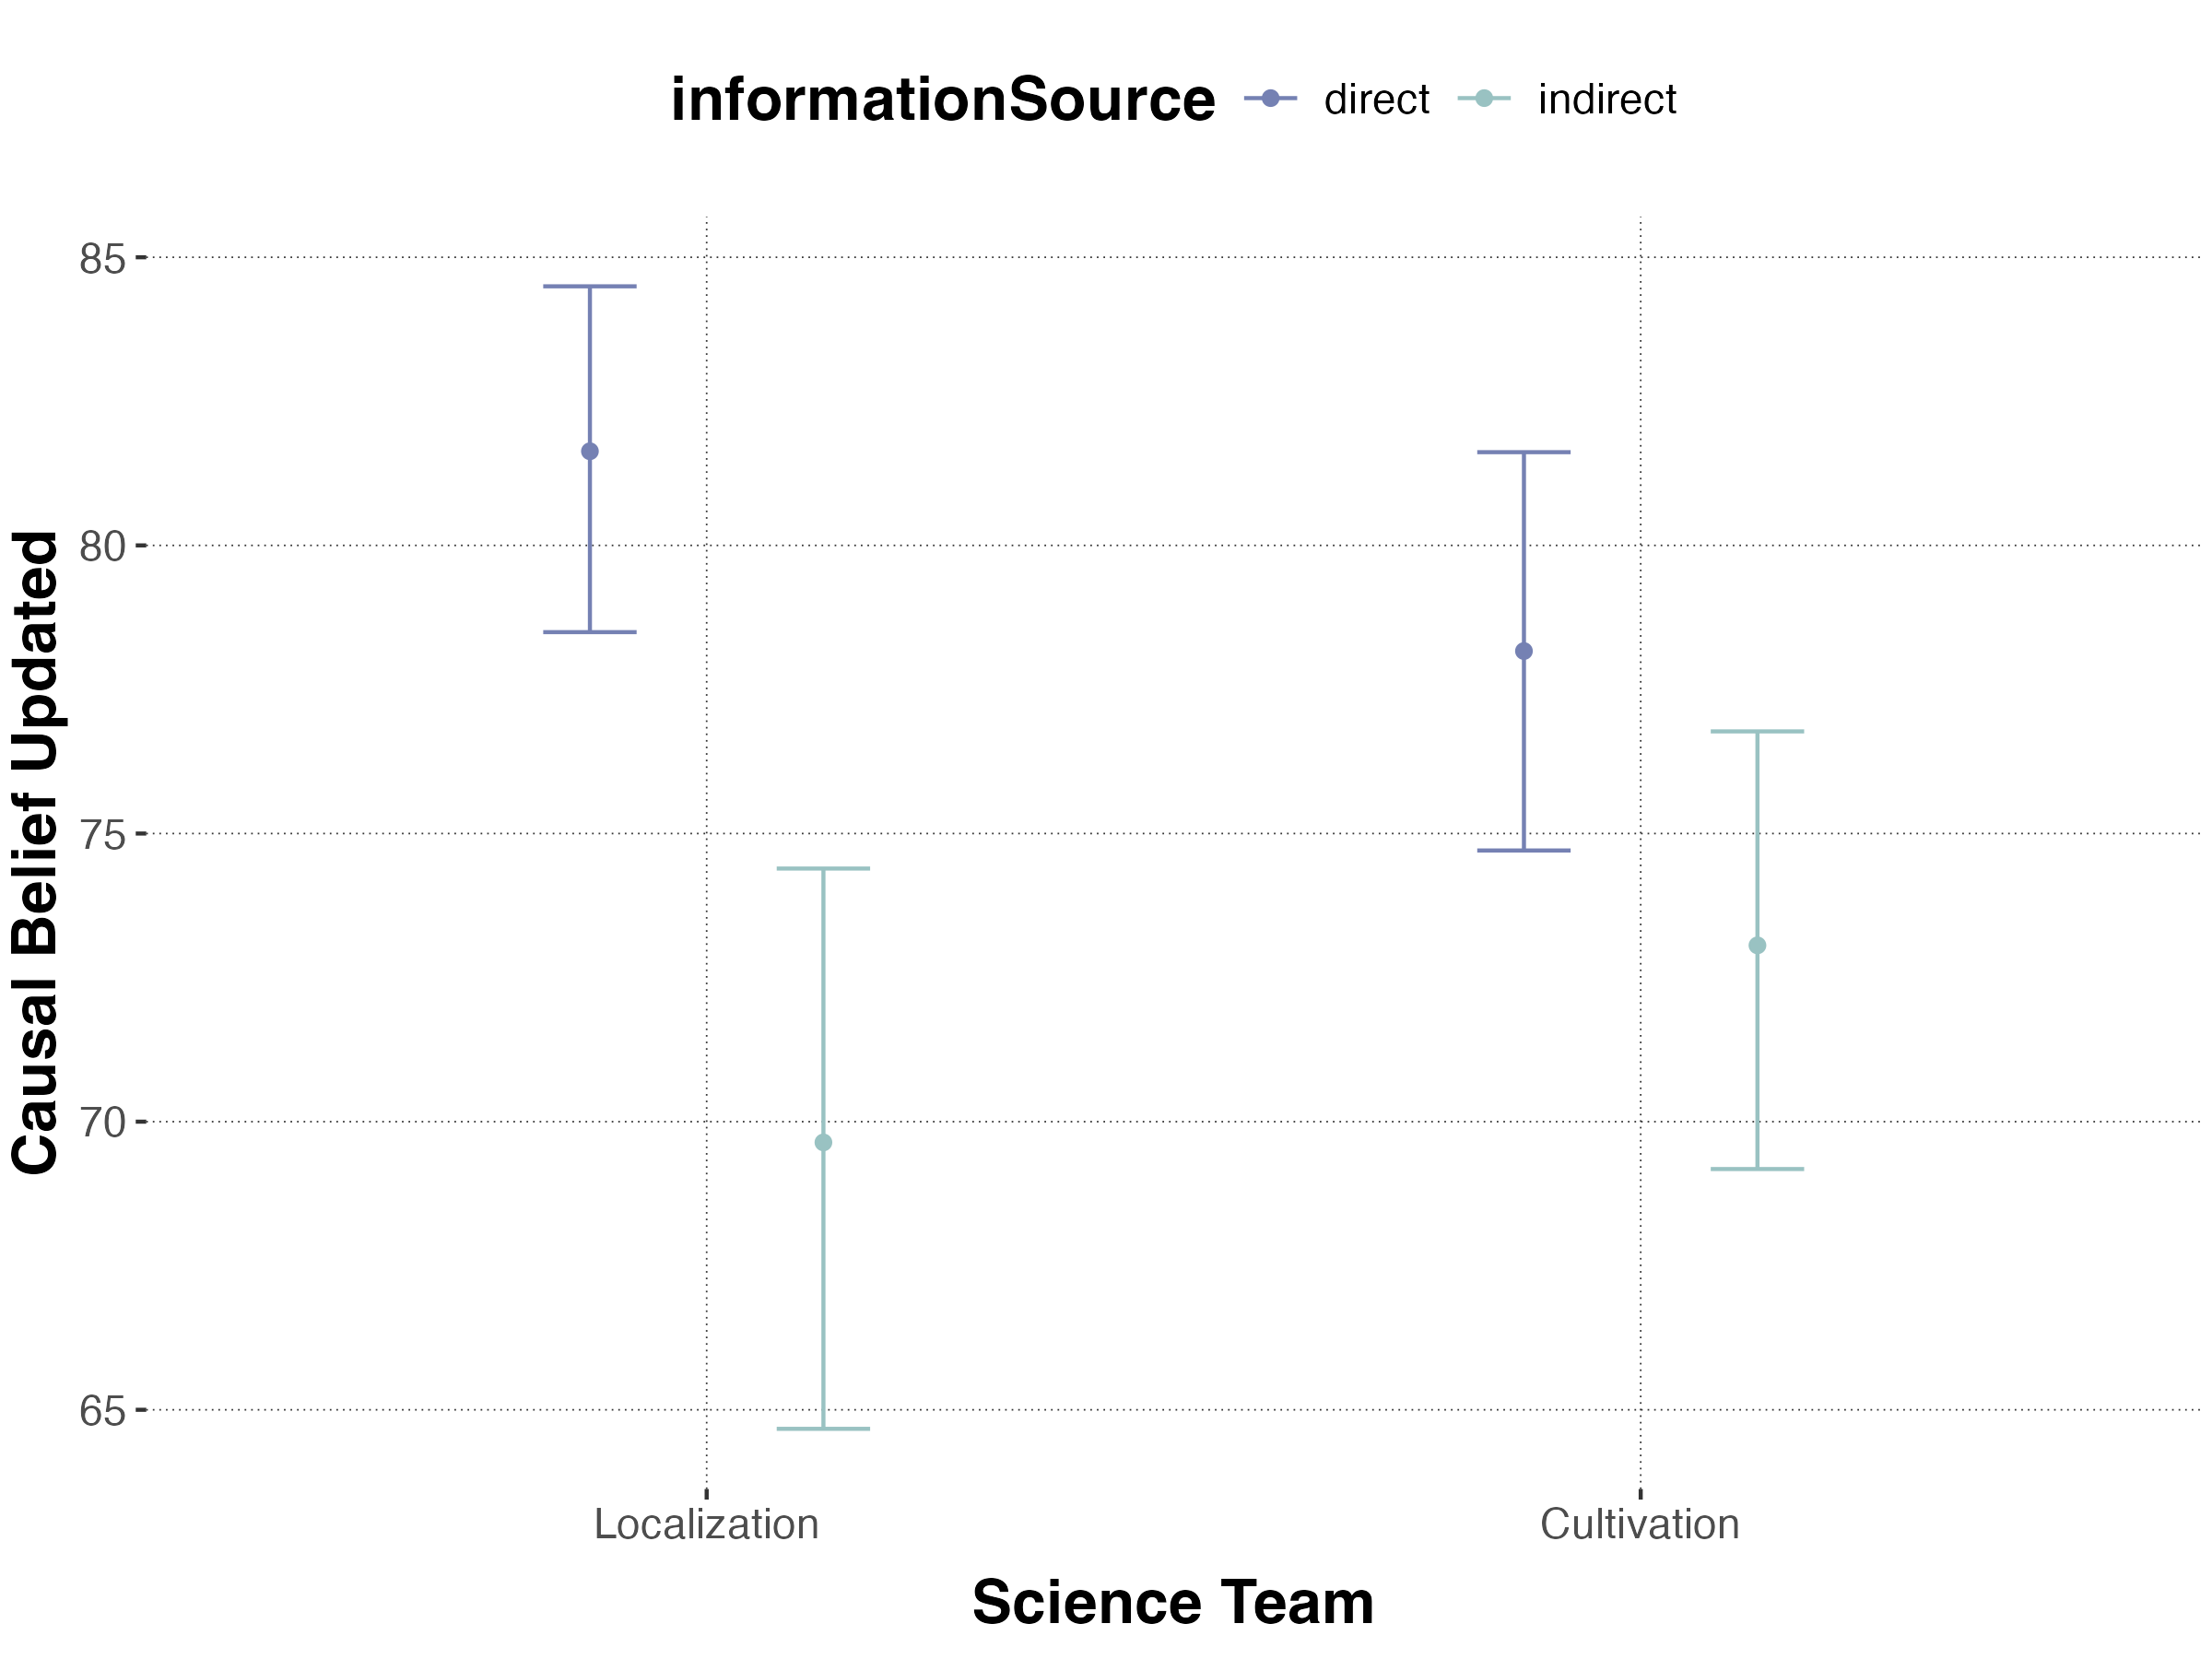 informationSource direct indirect
85
80
75
70
65
Causal Belief Updated
Localization Cultivation
Science Team